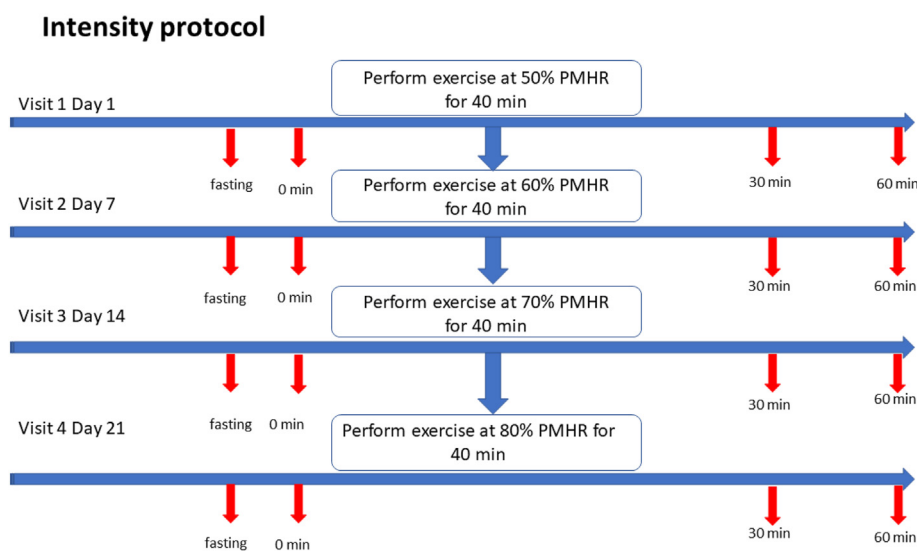 Intensity protocol
Perform exercise at 50% PMHR
for 40 min
Visit 1 Day 1
fasting
0 min
30 min
60 min
Perform exercise at 60% PMHR
for 40 min
Visit 2 Day 7
fasting
0 min
30 min
60 min
Perform exercise at 70% PMHR
for 40 min
Visit 3 Day 14
fasting
0 min
30 min
60 min
Perform exercise at 80% PMHR for
40 min
Visit 4 Day 21
fasting
0 min
30 min
60 min